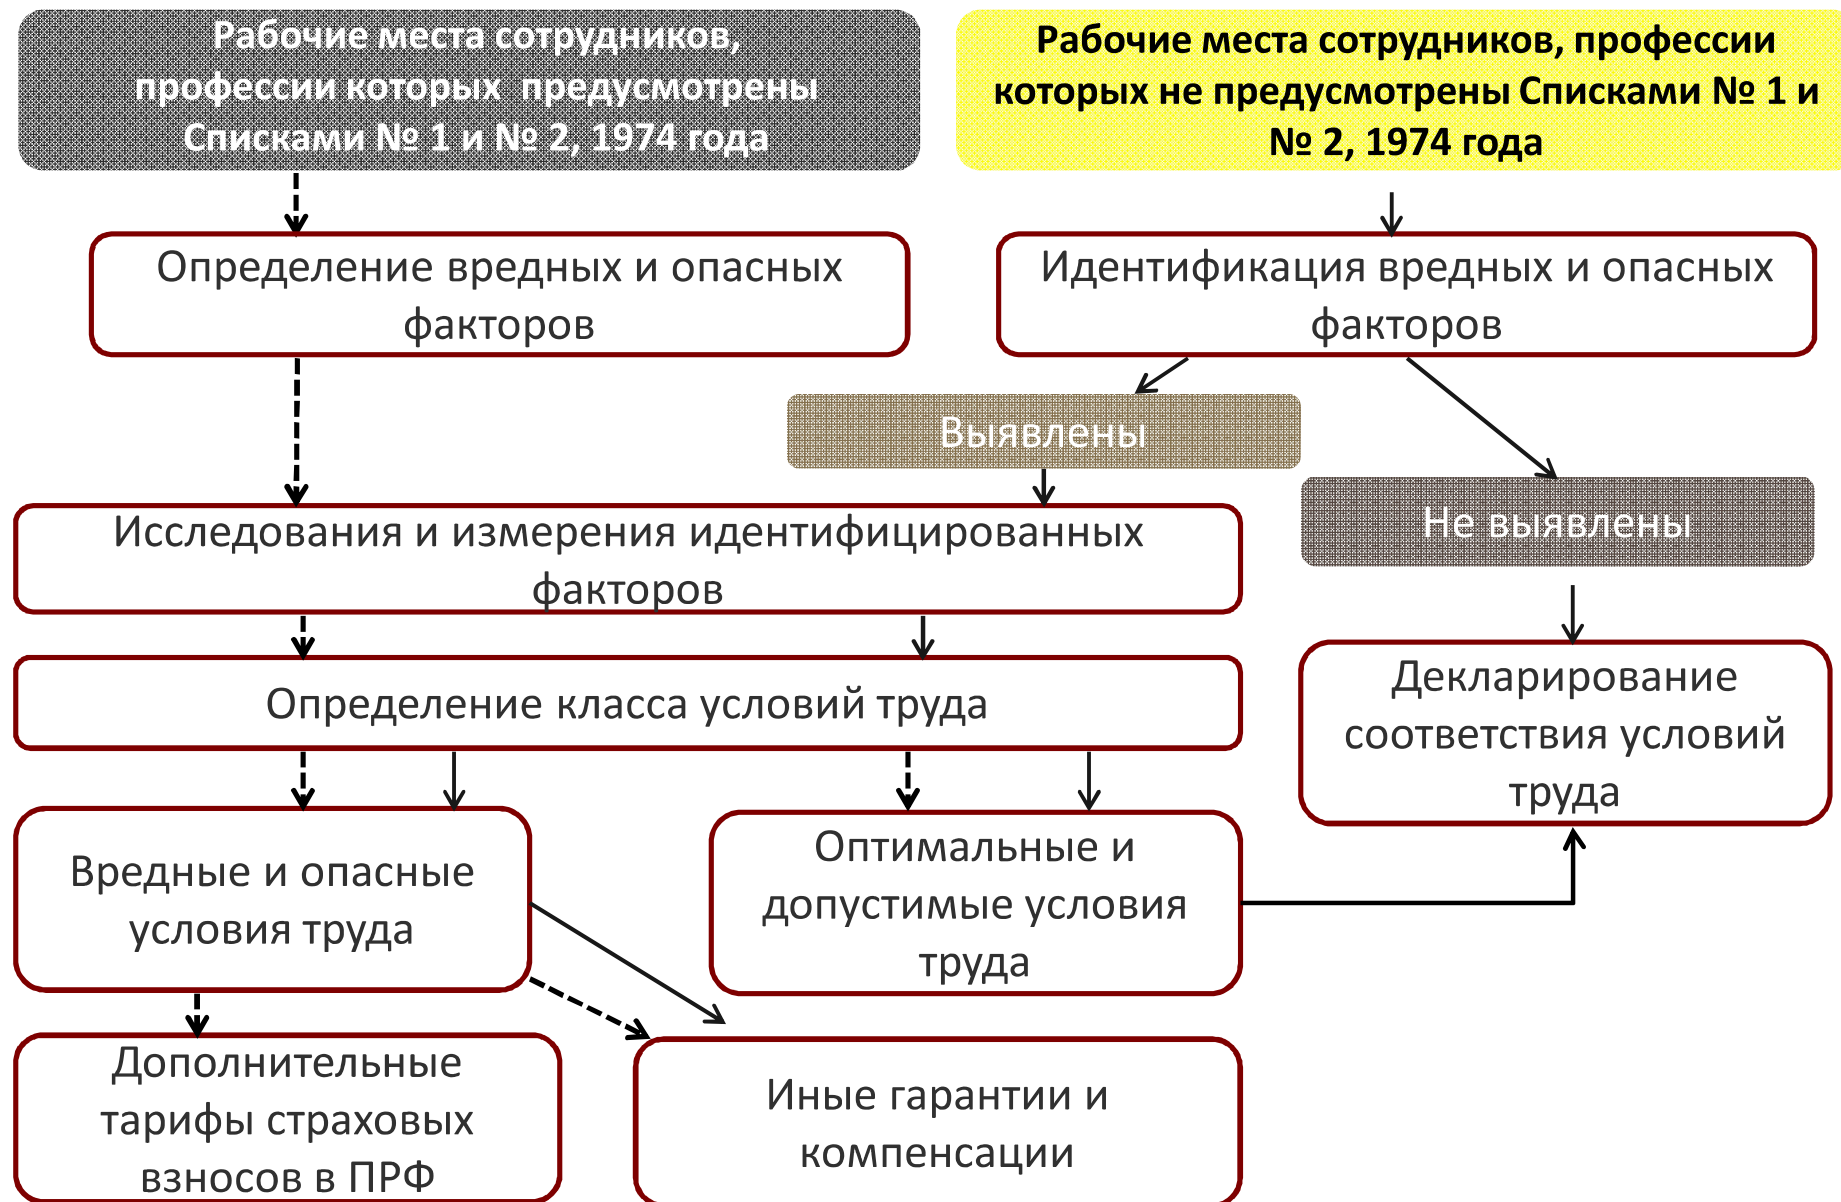 Рабочие места сотрудников,
профессии которых предусмотрены
Списками № 1 и № 2, 1974 года
Рабочие места сотрудников, профессии
которых не предусмотрены Списками № 1 и
№ 2, 1974 года
Определение вредных и опасных
факторов
Идентификация вредных и опасных
факторов
Выявлены
Не выявлены
Исследования и измерения идентифицированных
факторов
Определение класса условий труда
Декларирование
соответствия условий
труда
Вредные и опасные
условия труда
Оптимальные и
допустимые условия
труда
Дополнительные
тарифы страховых
взносов в ПРФ
Иные гарантии и
компенсации